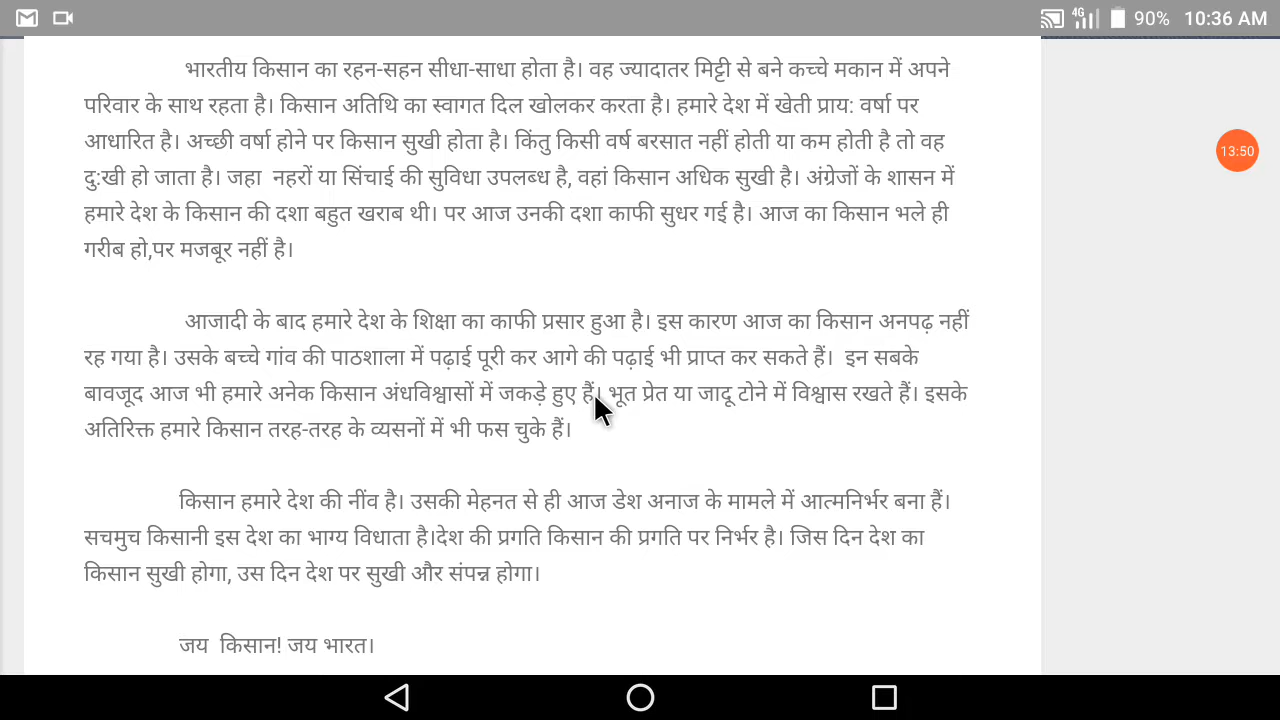 4G 90% 10:36 AM
भारतीय किसान का रहन-सहन सीधा-साधा होता है। वह ज्यादातर मिट्टी से बने कच्चे मकान में अपने
परिवार के साथ रहता है। किसान अतिथि का स्वागत दिल खोलकर करता है। हमारे देश में खेती प्राय: वर्षा पर
आधारित है। अच्छी वर्षा होने पर किसान सुखी होता है। किंतु किसी वर्ष बरसात नहीं होती या कम होती है तो वह
13:50
दु:खी हो जाता है। जहा नहरों या सिंचाई की सुविधा उपलब्ध है, वहां किसान अधिक सुखी है। अंग्रेजों के शासन में
हमारे देश के किसान की दशा बहुत खराब थी। पर आज उनकी दशा काफी सुधर गई है। आज का किसान भले ही
गरीब हो,पर मजबूर नहीं है।
आजादी के बाद हमारे देश के शिक्षा का काफी प्रसार हुआ है। इस कारण आज का किसान अनपढ़ नहीं
रह गया है। उसके बच्चे गांव की पाठशाला में पढ़ाई पूरी कर आगे की पढ़ाई भी प्राप्त कर सकते हैं। इन सबके
बावजूद आज भी हमारे अनेक किसान अंधविश्वासों में जकड़े हुए हैं। भूत प्रेत या जादू टोने में विश्वास रखते हैं। इसके
अतिरिक्त हमारे किसान तरह-तरह के व्यसनों में भी फस चुके हैं।
किसान हमारे देश की नींव है। उसकी मेहनत से ही आज डेश अनाज के मामले में आत्मनिर्भर बना हैं।
सचमुच किसानी इस देश का भाग्य विधाता है।देश की प्रगति किसान की प्रगति पर निर्भर है। जिस दिन देश का
किसान सुखी होगा, उस दिन देश पर सुखी और संपन्न होगा।
जय किसान! जय भारत।